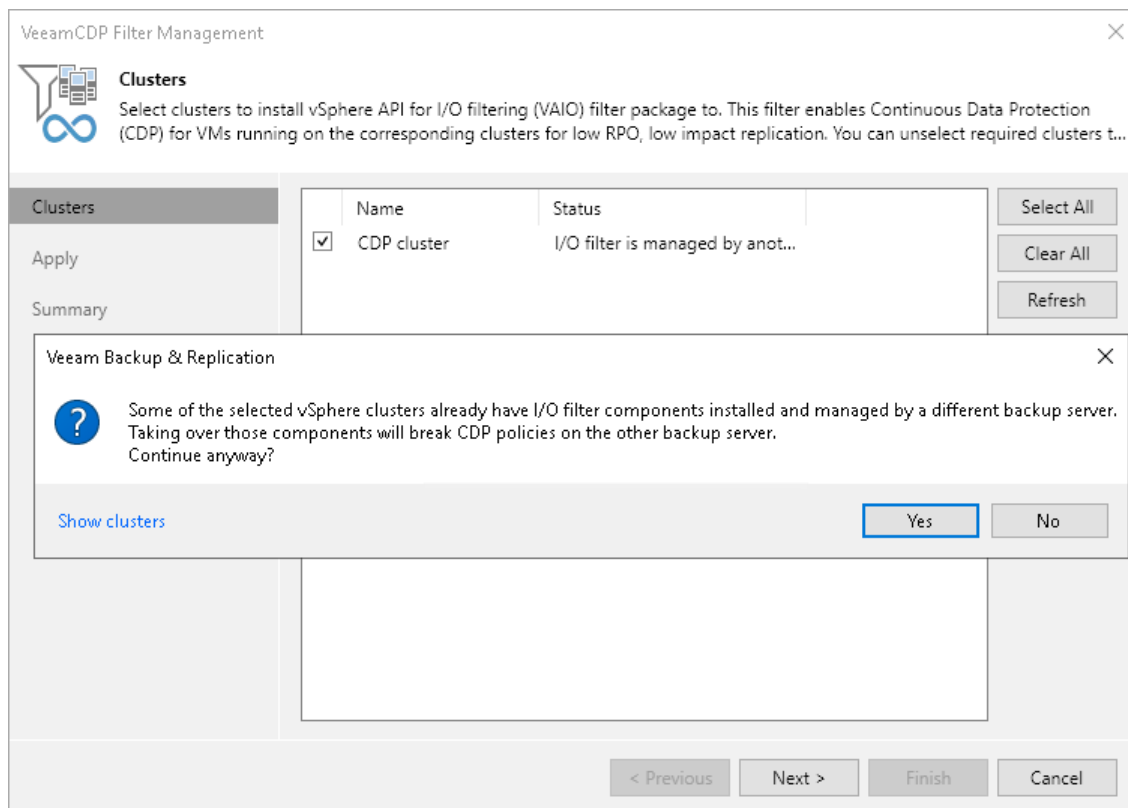 VeeamCDP Filter Management
Clusters
Select clusters to install vSphere API for I/O filtering (VAIO) filter package to. This filter enables Continuous Data Protection
(CDP) for VMs running on the corresponding clusters for low RPO, low impact replication. You can unselect required clusters t...
Clusters
Apply
Summary
Name Status
CDP cluster I/O filter is managed by anot...
Select All
Clear All
Refresh
Veeam Backup & Replication
Some of the selected vSphere clusters already have I/O filter components installed and managed by a different backup server.
Taking over those components will break CDP policies on the other backup server.
Continue anyway?
Show clusters
Yes
No
< Previous
Next >
Finish
Cancel